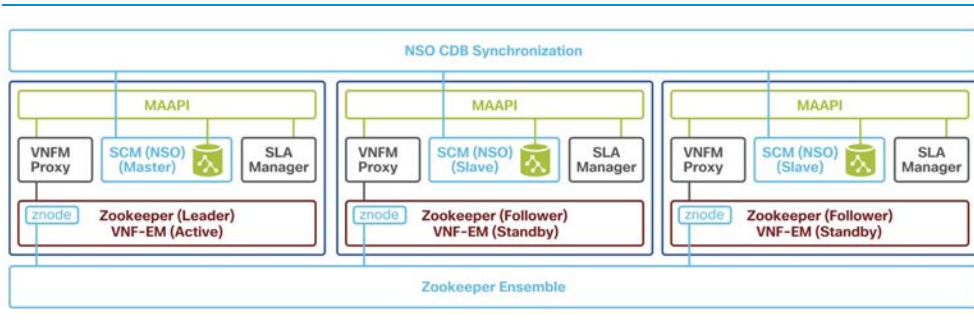 NSO CDB Synchronization
MAAPI
VNFM
Proxy
SCM (NSO)
(Master)
SLA
Manager
znode
Zookeeper (Leader)
VNF-EM (Active)
MAAPI
VNFM
Proxy
SCM (NSO)
(Slave)
SLA
Manager
znode
Zookeeper (Follower)
VNF-EM (Standby)
MAAPI
VNFM
Proxy
SCM (NSO)
(Slave)
SLA
Manager
znode
Zookeeper (Follower)
VNF-EM (Standby)
Zookeeper Ensemble